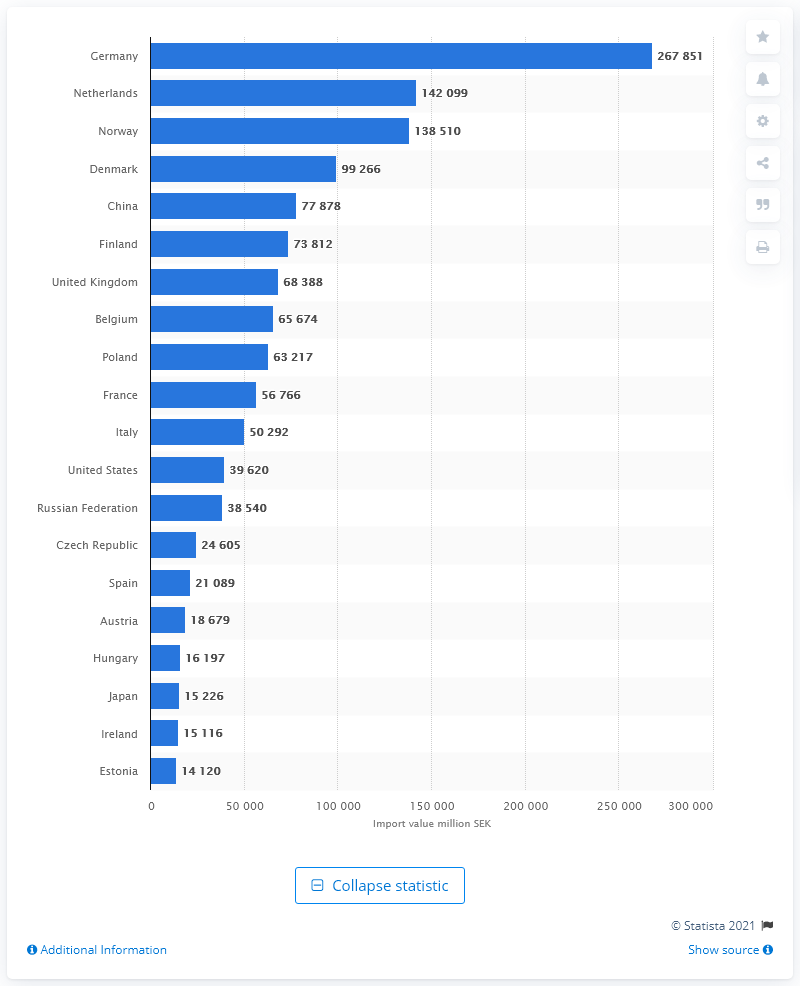 Germany 267 851
Netherlands 142 099
Norway 138 510
Denmark 99 266
China 77 878
Finland 73 812
United Kingdom 68 388
Belgium 65 674
Poland 63 217
France 56 766
Italy 50 292
United States 39 620
Russian Federation 38 540
Czech Republic 24 605
Spain 21 089
Austria 18 679
Hungary 16 197
Japan 15 226
Ireland 15 116
Estonia 14 120
0 50 000 100 000 150 000 200 000 250 000 300 000
Import value million SEK
Collapse statistic
© Statista 2021
Additional Information Show source